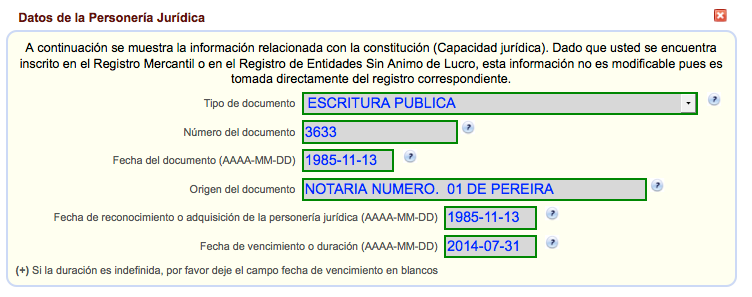 Datos de la Personería Jurídica
A continuación se muestra la información relacionada con la constitución (Capacidad jurídica). Dado que usted se encuentra
inscrito en el Registro Mercantil o en el Registro de Entidades Sin Animo de Lucro, esta información no es modificable pues es
tomada directamente del registro correspondiente.
Tipo de documento ESCRITURA PUBLICA
Número del documento 3633
Fecha del documento (AAAA-MM-DD) 1985-11-13
Origen del documento NOTARIA NUMERO. 01 DE PEREIRA
Fecha de reconocimiento o adquisición de la personería jurídica (AAAA-MM-DD) 1985-11-13
Fecha de vencimiento o duración (AAAA-MM-DD) 2014-07-31
(+) Si la duración es indefinida, por favor deje el campo fecha de vencimiento en blancos